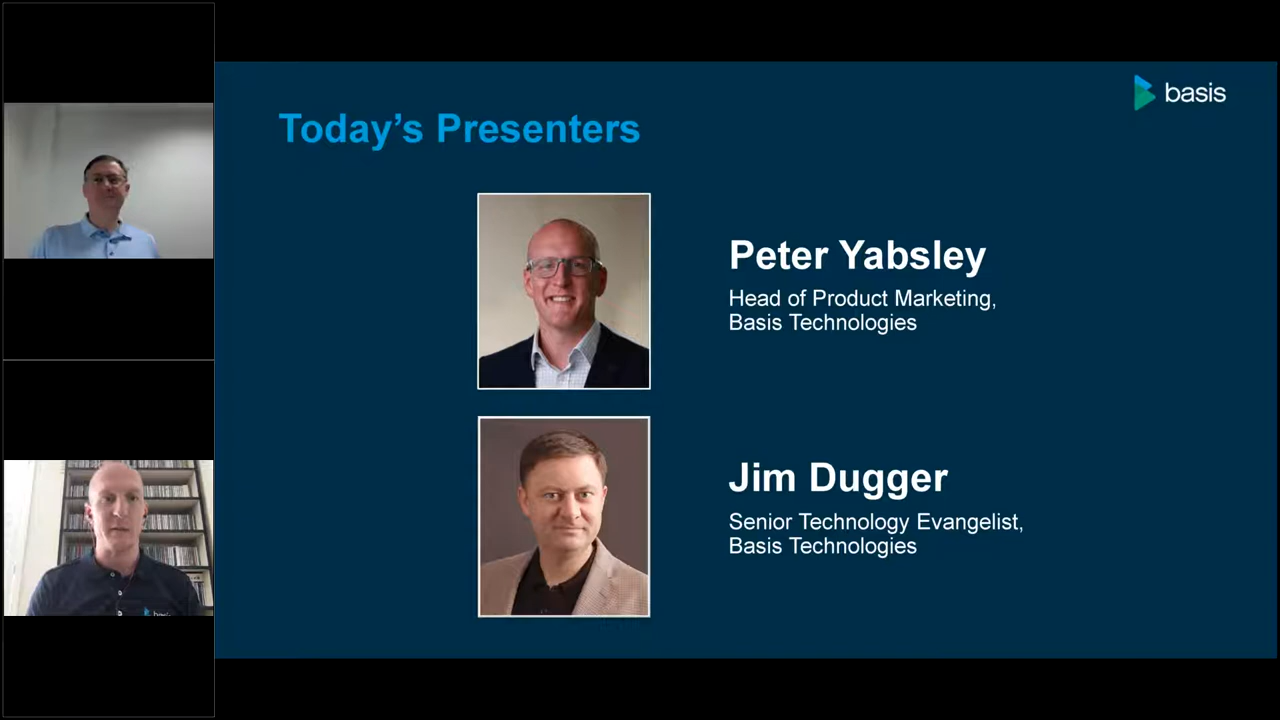 basis
Today's Presenters
Peter Yabsley
Head of Product Marketing,
Basis Technologies
Jim Dugger
Senior Technology Evangelist,
Basis Technologies